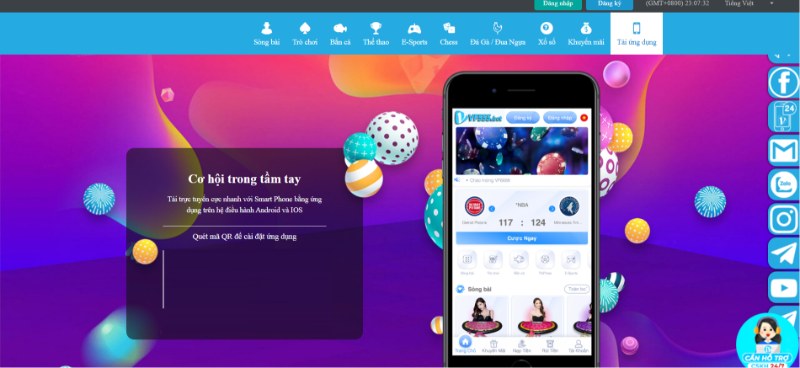 Đăng nhập
Đăng ký
(GMT+0800) 23:07:32
Tiếng Việt
Sòng bài
Trò chơi
Bắn cá
Thể thao
E-Sports
Chess
Đá Gà / Đua Ngựa
Xổ số
Khuyến mãi
Tải ứng dụng
24
Zalo
Cơ hội trong tầm tay
Tải trực tuyến cực nhanh với Smart Phone bằng ứng
dụng trên hệ điều hành Android và IOS
Quét mã QR để cài đặt ứng dụng
Đăng ký
Đăng nhập
*NBA
117 : 124
Cược Ngay
Sòng bài
Trang Chủ
Khuyến Mãi
Nạp Tiền
Tài Khoản
CẦN HỖ TRỢ
CSKH 24/7